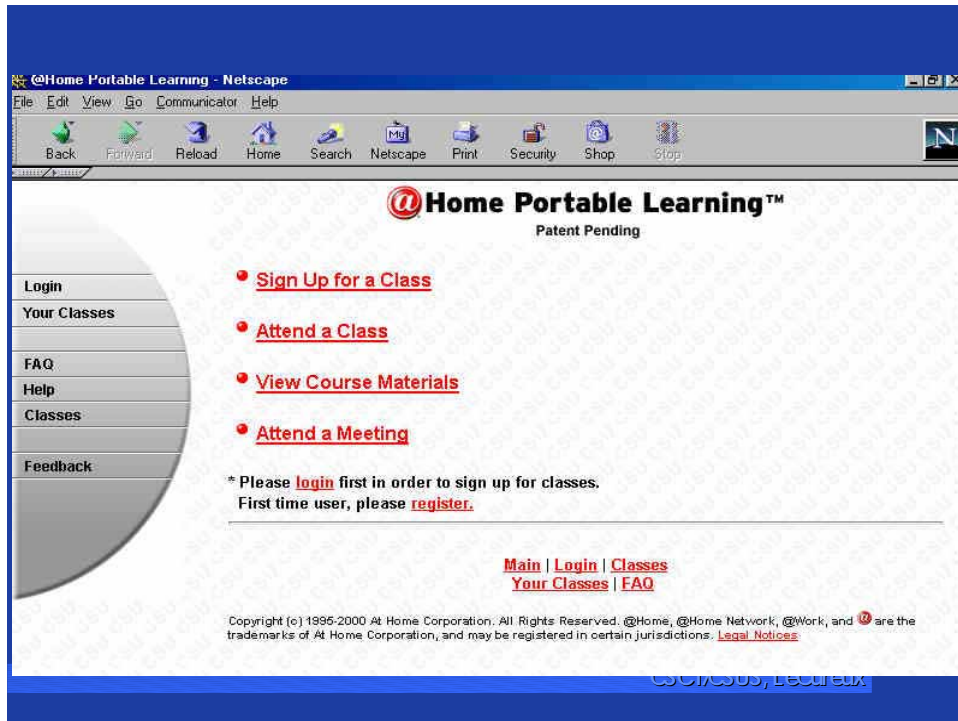 @Home Portable Learning - Netscape
File Edit View Go Communicator Help
Back Forward Reload Home Search Netscape Print Security Shop Stop
My
N
@Home Portable Learning™
Patent Pending
Login
Your Classes
FAQ
Help
Classes
Feedback
Sign Up for a Class
Attend a Class
View Course Materials
Attend a Meeting
* Please login first in order to sign up for classes.
First time user, please register.
Main | Login | Classes
Your Classes | FAQ
Copyright (c) 1995-2000 At Home Corporation. All Rights Reserved. @Home, @Home Network, @Work, and @ are the
trademarks of At Home Corporation, and may be registered in certain jurisdictions. Legal Notices